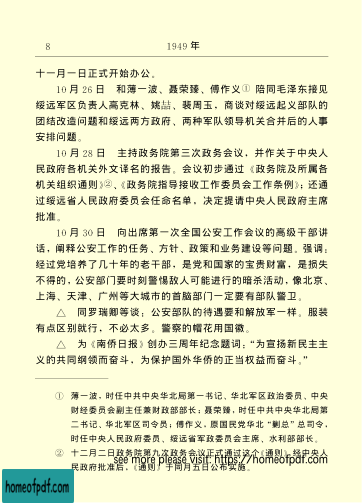 8
1949 年
十一月一日正式开始办公。
10 月 26 日　和薄一波、聂荣臻、傅作义① 陪同毛泽东接见
绥远军区负责人高克林、姚喆、裴周玉，商谈对绥远起义部队的
团结改造问题和绥远两方政府、两种军队领导机关合并后的人事
安排问题。
10 月 28 日　主持政务院第三次政务会议，并作关于中央人
民政府各机关外文译名的报告。会议初步通过《政务院及所属各
机关组织通则》②、《政务院指导接收工作委员会工作条例》；还通
过绥远省人民政府委员会任命名单，决定提请中央人民政府主席
批准。
10 月 30 日　向出席第一次全国公安工作会议的高级干部讲
话，阐释公安工作的任务、方针、政策和业务建设等问题。强调：
经过党培养了几十年的老干部，是党和国家的宝贵财富，是损失
不得的，公安部门要时刻警惕敌人可能进行的暗杀活动，像北京、
上海、天津、广州等大城市的首脑部门一定要有部队警卫。
△　同罗瑞卿等谈：公安部队的待遇要和解放军一样。服装
有点区别就行，不必太多。警察的帽花用国徽。
△　为《南侨日报》创办三周年纪念题词：“为宣扬新民主主
义的共同纲领而奋斗，为保护国外华侨的正当权益而奋斗。”
① 薄一波，时任中共中央华北局第一书记、华北军区政治委员、中央
财经委员会副主任兼财政部部长；聂荣臻，时任中共中央华北局第
二书记、华北军区司令员；傅作义，原国民党华北“剿总”总司令，
时任中央人民政府委员、绥远省军政委员会主席、水利部部长。
② 十二月二日政务院第九次政务会议正式通过这个《通则》，经中央人
民政府批准后，《通则》于同月五日公布实施。
see more please visit: https://homeofpdf.com
homeofpdf.com